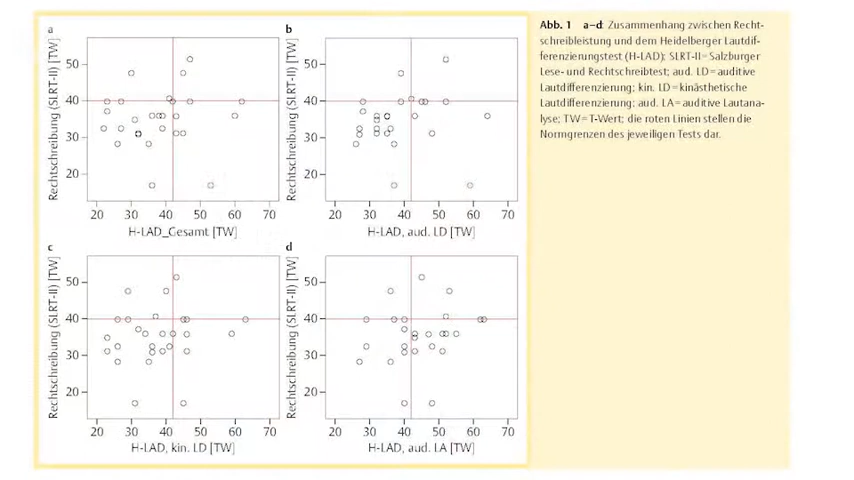 a
Rechtschreibung (SLRT-II) [TW]
50
40
30
20
20 30 40 50 60 70
H-LAD_Gesamt [TW]
b
Rechtschreibung (SLRT-II) [TW]
50
40
30
20
20 30 40 50 60 70
H-LAD, aud. LD [TW]
c
Rechtschreibung (SLRT-II) [TW]
50
40
30
20
20 30 40 50 60 70
H-LAD, kin. LD [TW]
d
Rechtschreibung (SLRT-II) [TW]
50
40
30
20
20 30 40 50 60 70
H-LAD, aud. LA [TW]
Abb. 1 a–d: Zusammenhang zwischen Recht-
schreibleistung und dem Heidelberger Lautdif-
ferenzierungstest (H-LAD); SLRT-II=Salzburger
Lese- und Rechtschreibtest; aud. LD=auditive
Lautdifferenzierung; kin. LD=kinästhetische
Lautdifferenzierung; aud. LA=auditive Lautana-
lyse; TW=T-Wert; die roten Linien stellen die
Normgrenzen des jeweiligen Tests dar.